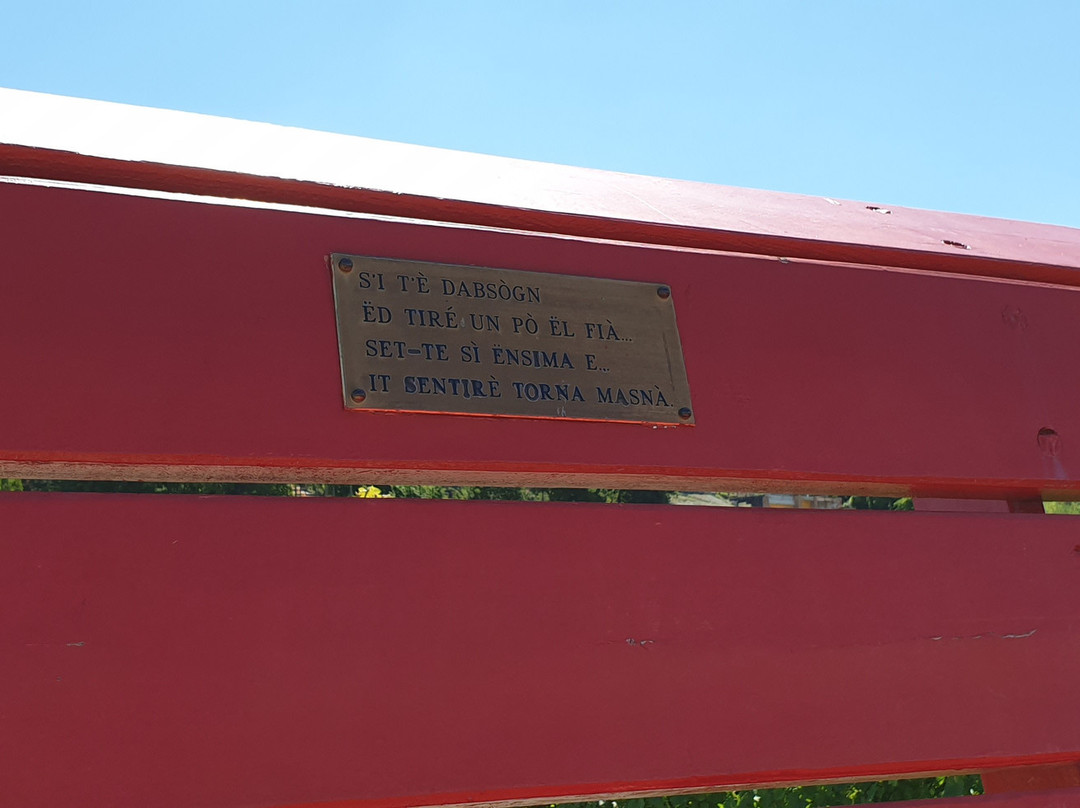 S'I T'È DABSÒGN
ËD TIRÉ UN PÒ ËL FIÀ...
SET-TE SÌ ËNSIMA E...
IT SENTIRÈ TORNA MASNÀ.